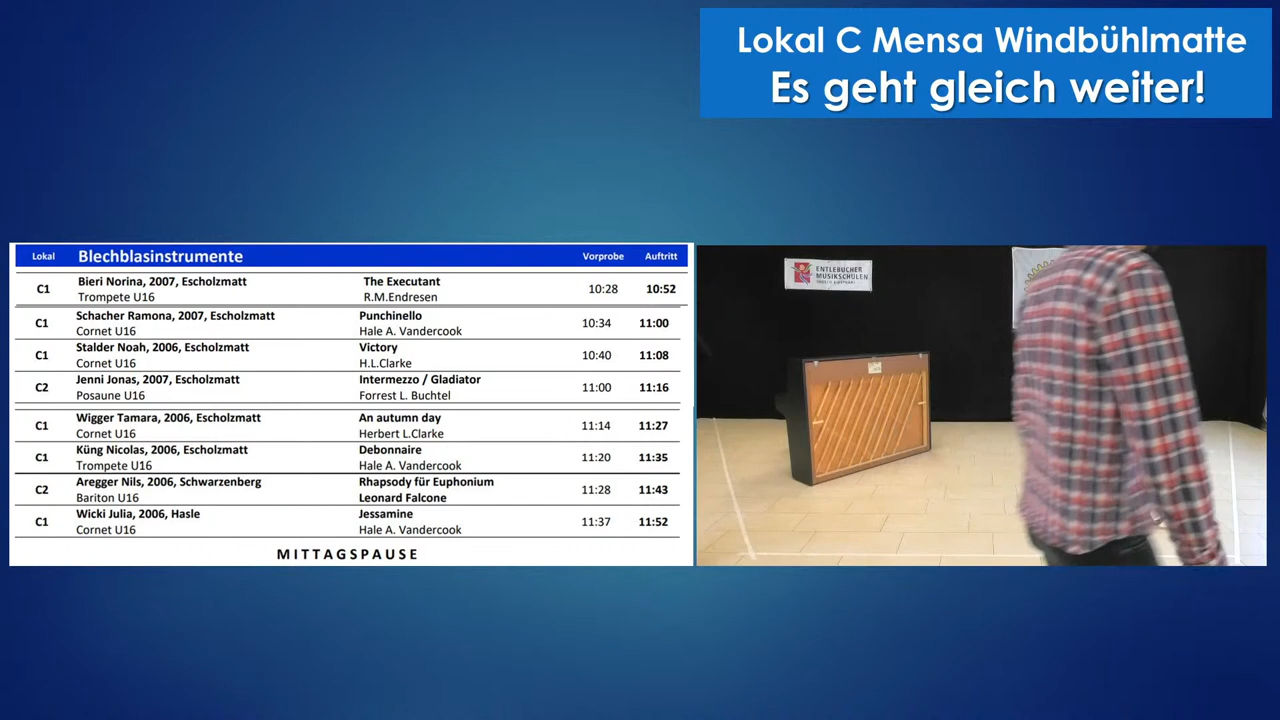 Lokal C Mensa Windbühlmatte
Es geht gleich weiter!
Lokal Blechblasinstrumente Vorprobe Auftritt
C1 Bieri Norina, 2007, Escholzmatt The Executant 10:28 10:52
Trompete U16 R.M.Endresen
C1 Schacher Ramona, 2007, Escholzmatt Punchinello 10:34 11:00
Cornet U16 Hale A. Vandercook
C1 Stalder Noah, 2006, Escholzmatt Victory 10:40 11:08
Cornet U16 H.L.Clarke
C2 Jenni Jonas, 2007, Escholzmatt Intermezzo / Gladiator 11:00 11:16
Posaune U16 Forrest L. Buchtel
C1 Wigger Tamara, 2006, Escholzmatt An autumn day 11:14 11:27
Cornet U16 Herbert L.Clarke
C1 Küng Nicolas, 2006, Escholzmatt Debonnaire 11:20 11:35
Trompete U16 Hale A. Vandercook
C2 Aregger Nils, 2006, Schwarzenberg Rhapsody für Euphonium 11:28 11:43
Bariton U16 Leonard Falcone
C1 Wicki Julia, 2006, Hasle Jessamine 11:37 11:52
Cornet U16 Hale A. Vandercook
MITTAGSPAUSE
ENTLEBUCHER
MUSIKSCHULEN